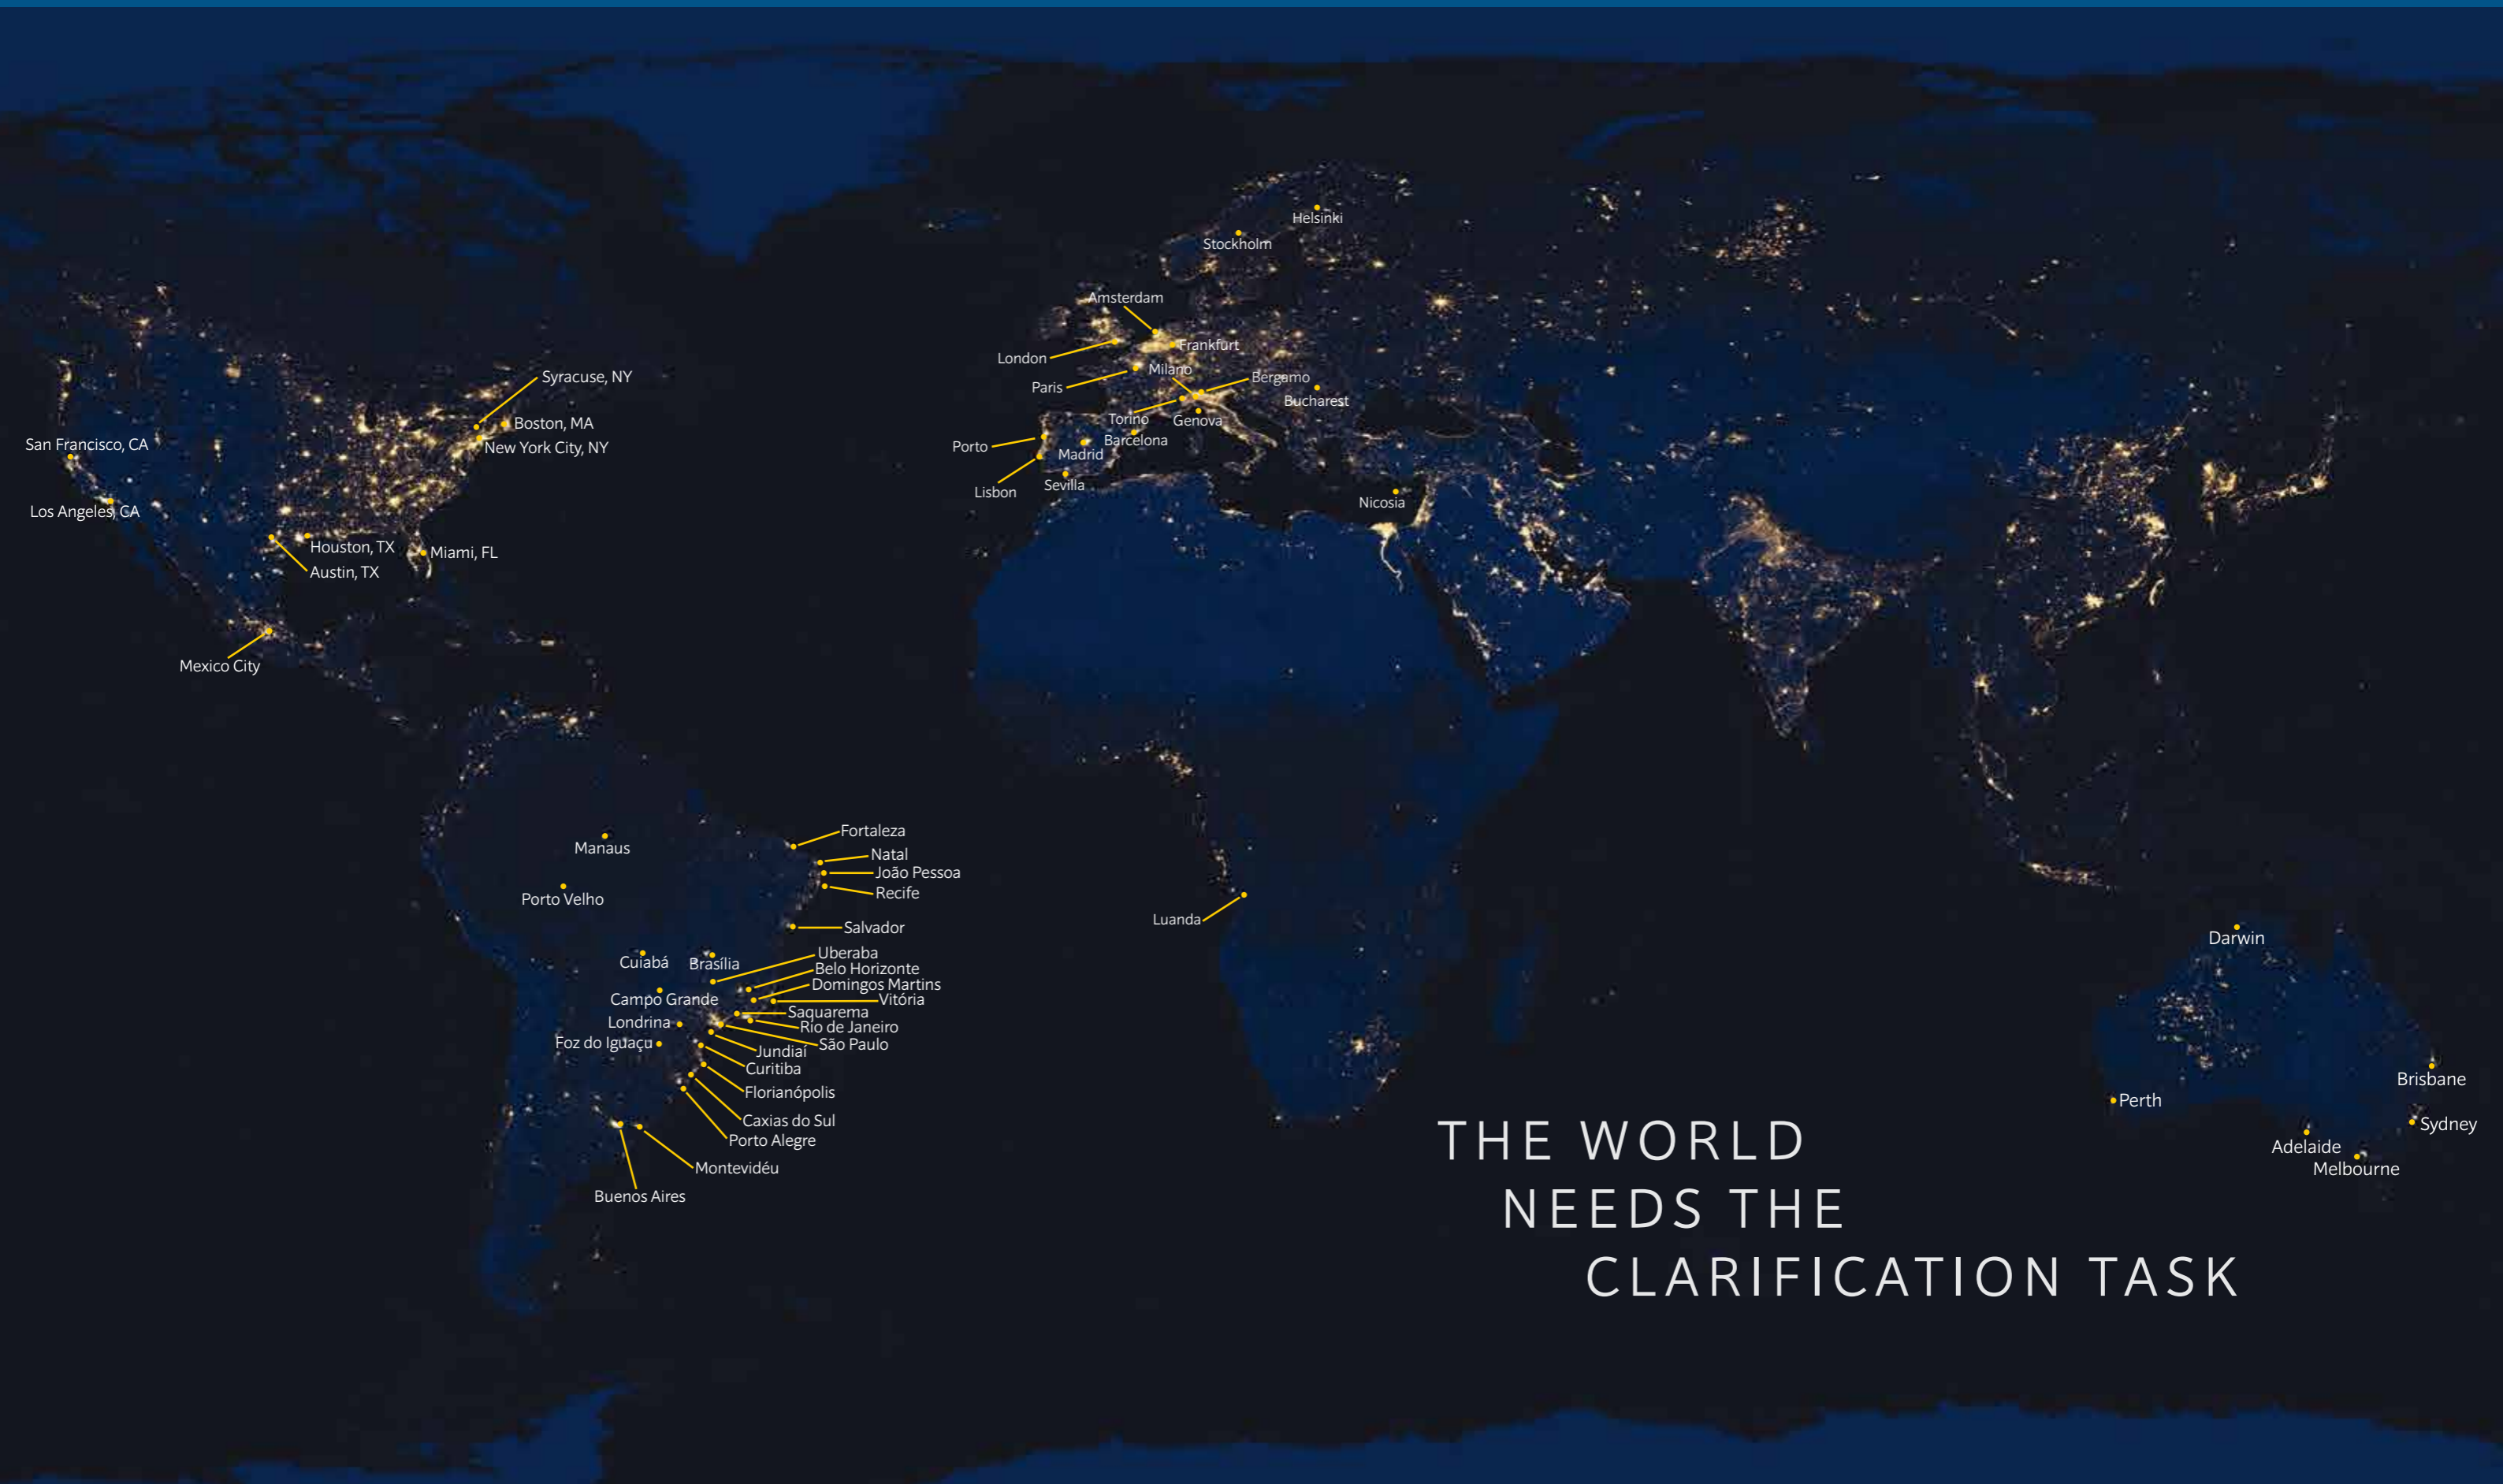 Helsinki
Stockholm
Amsterdam
London
Frankfurt
Paris
Milano
Bergamo
Bucharest
Torino
Genova
Barcelona
Porto
Madrid
Lisbon
Sevilla
Nicosia
Syracuse, NY
Boston, MA
New York City, NY
San Francisco, CA
Los Angeles, CA
Houston, TX
Miami, FL
Austin, TX
Mexico City
Fortaleza
Manaus
Natal
João Pessoa
Recife
Porto Velho
Salvador
Uberaba
Cuiabá
Brasília
Belo Horizonte
Domingos Martins
Campo Grande
Vitória
Saquarema
Londrina
Rio de Janeiro
Foz do Iguaçu
São Paulo
Jundiaí
Curitiba
Florianópolis
Caxias do Sul
Porto Alegre
Montevidéu
Buenos Aires
Luanda
Darwin
Brisbane
Perth
Sydney
Adelaide
Melbourne
THE WORLD
NEEDS THE
CLARIFICATION TASK